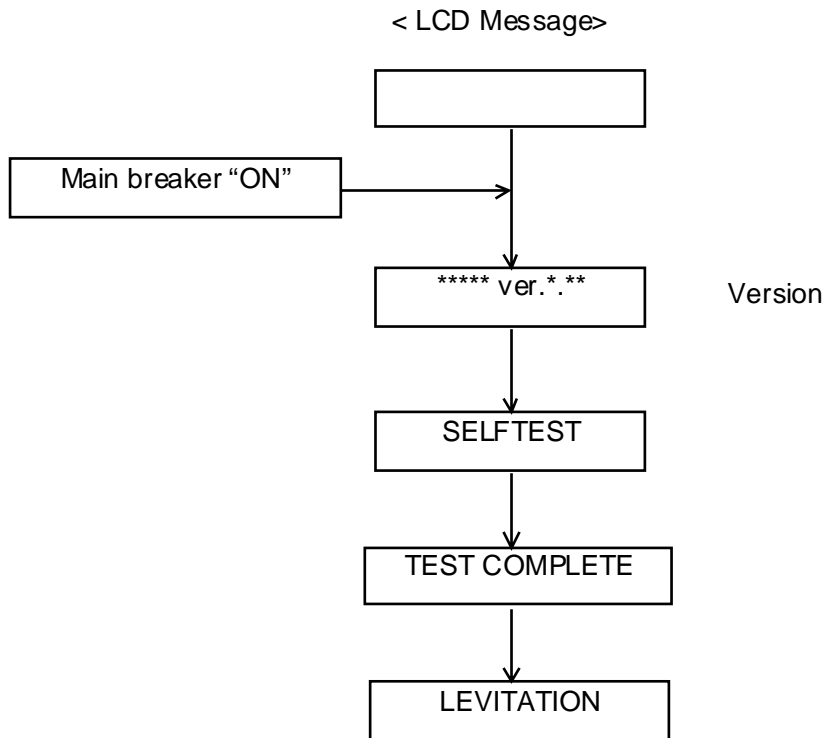 < LCD Message>
Main breaker “ON”
***** ver.*.**
Version
SELFTEST
TEST COMPLETE
LEVITATION